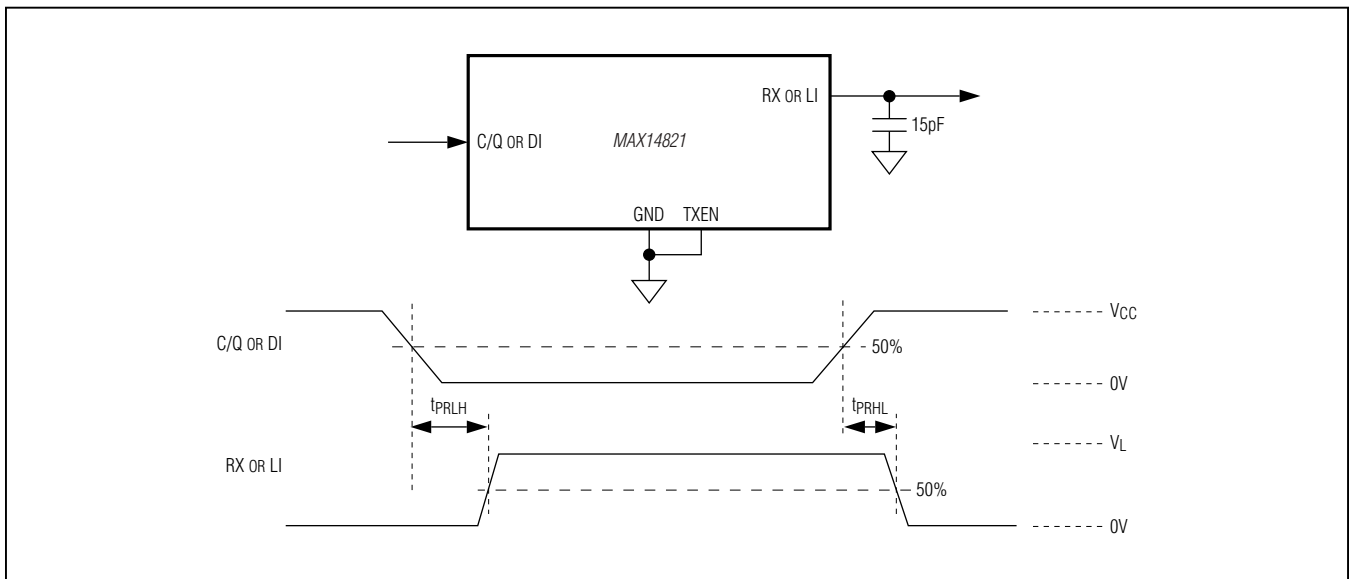 RX OR LI
15pF
C/Q OR DI
MAX14821
GND TXEN
VCC
C/Q OR DI
50%
0V
tPRLH
tPRHL
VL
RX OR LI
50%
0V